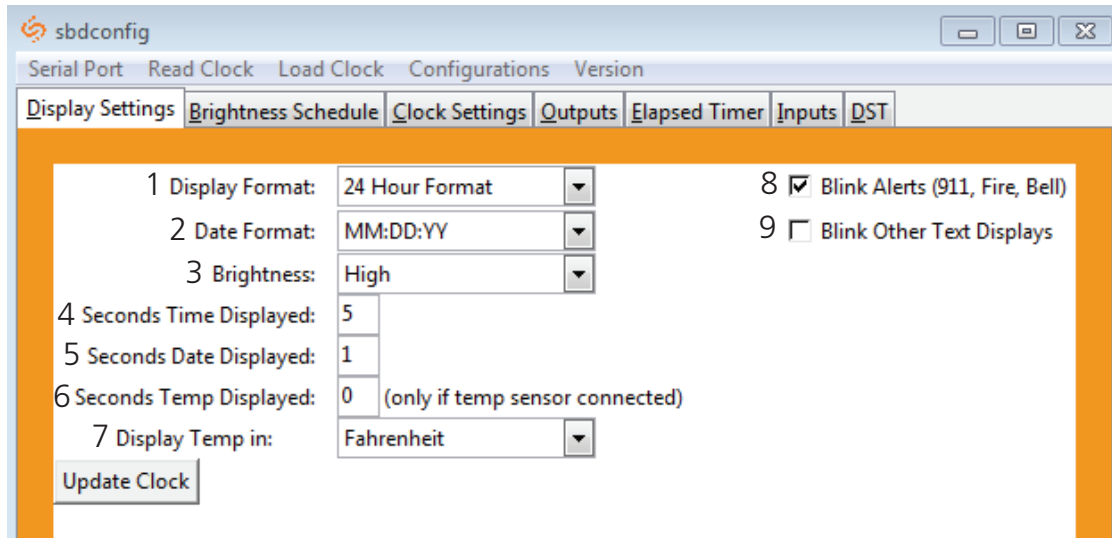 sbdconfig
Serial Port Read Clock Load Clock Configurations Version
Display Settings Brightness Schedule Clock Settings Outputs Elapsed Timer Inputs DST
1 Display Format: 24 Hour Format 8 Blink Alerts (911, Fire, Bell)
2 Date Format: MM:DD:YY 9 Blink Other Text Displays
3 Brightness: High
4 Seconds Time Displayed: 5
5 Seconds Date Displayed: 1
6 Seconds Temp Displayed: 0 (only if temp sensor connected)
7 Display Temp in: Fahrenheit
Update Clock